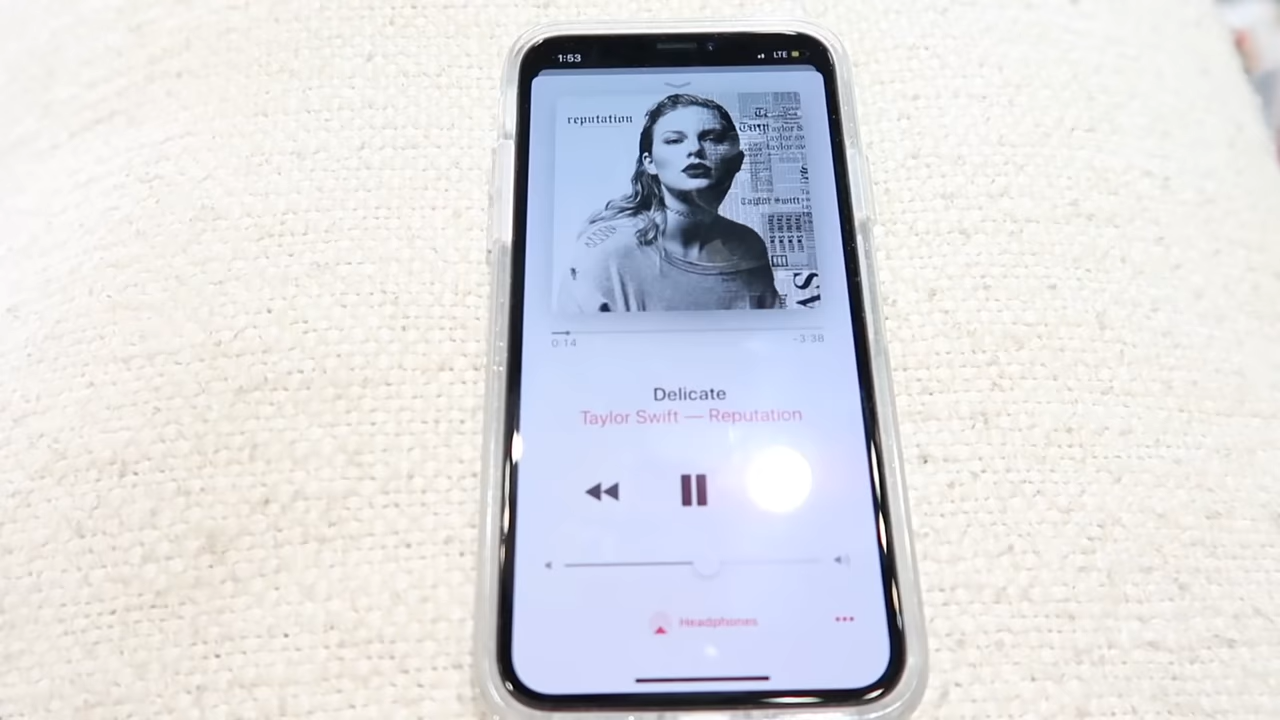 1:53 LTE
reputation
Taylor Swift
0:14 -3:38
Delicate
Taylor Swift — Reputation
Headphones